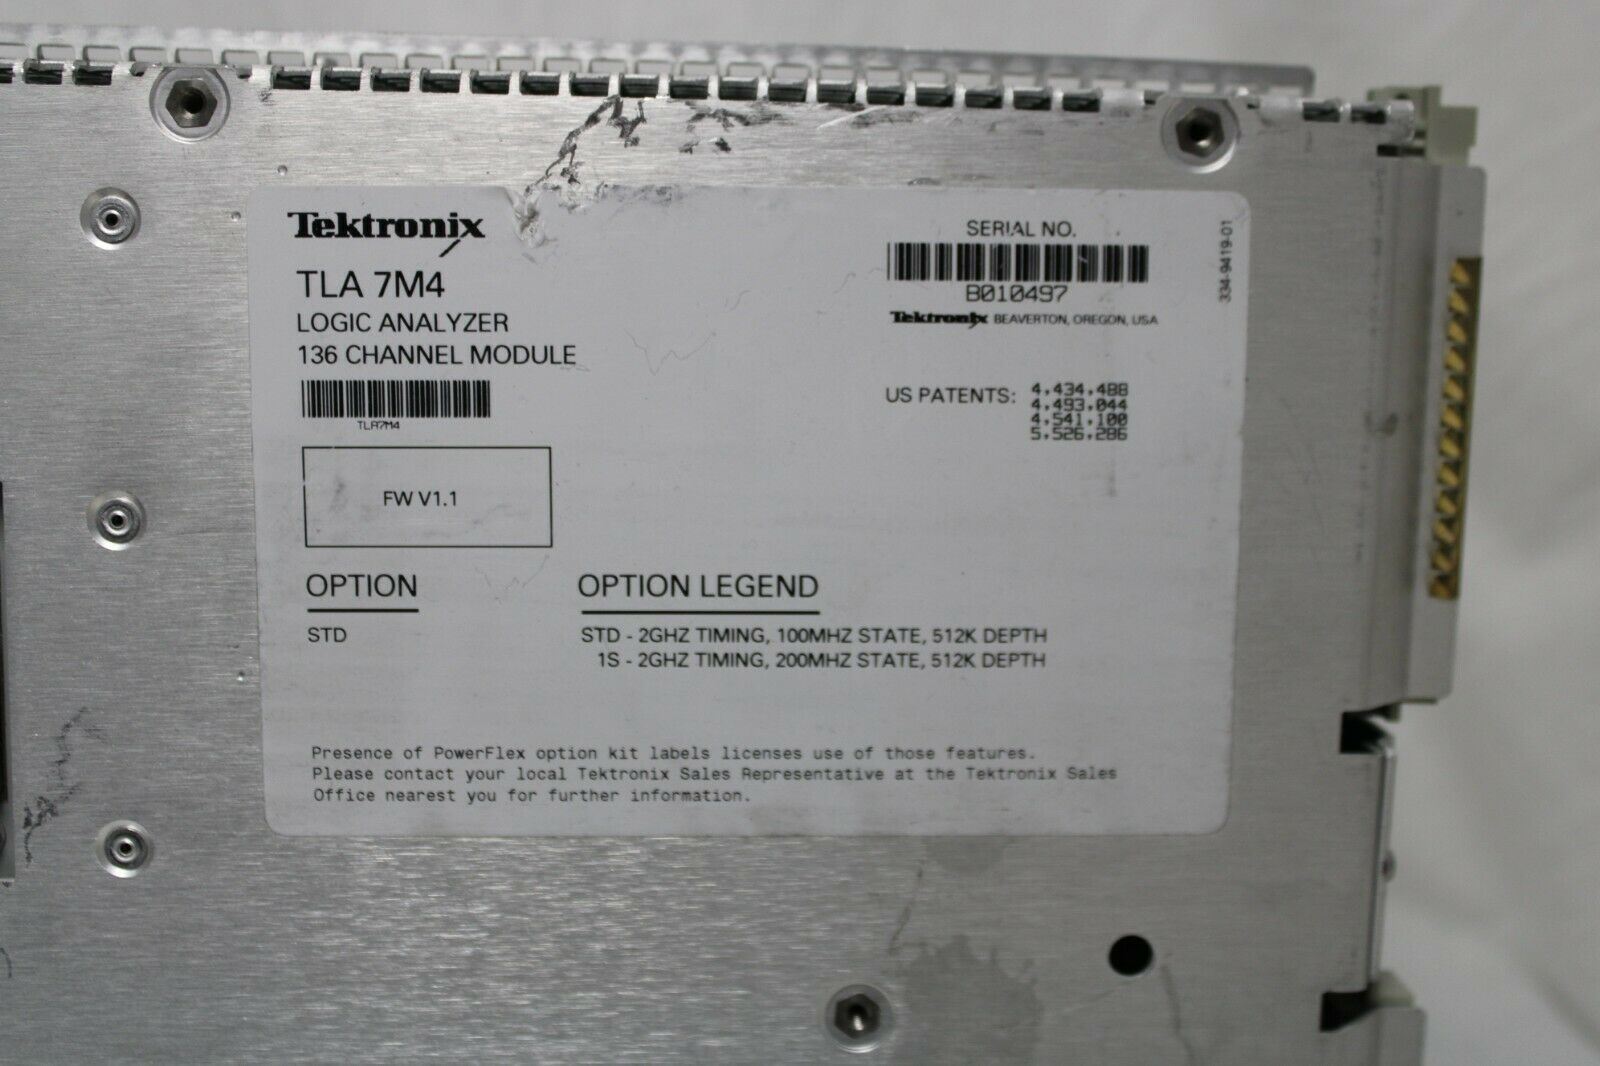 Tektronix
TLA 7M4
LOGIC ANALYZER
136 CHANNEL MODULE
TLA7M4
FW V1.1
SERIAL NO.
B010497
Tektronix BEAVERTON, OREGON, USA
334-9419-01
US PATENTS: 4,434,488
4,493,044
4,541,100
5,526,286
OPTION
STD
OPTION LEGEND
STD - 2GHZ TIMING, 100MHZ STATE, 512K DEPTH
1S - 2GHZ TIMING, 200MHZ STATE, 512K DEPTH
Presence of PowerFlex option kit labels licenses use of those features.
Please contact your local Tektronix Sales Representative at the Tektronix Sales
Office nearest you for further information.